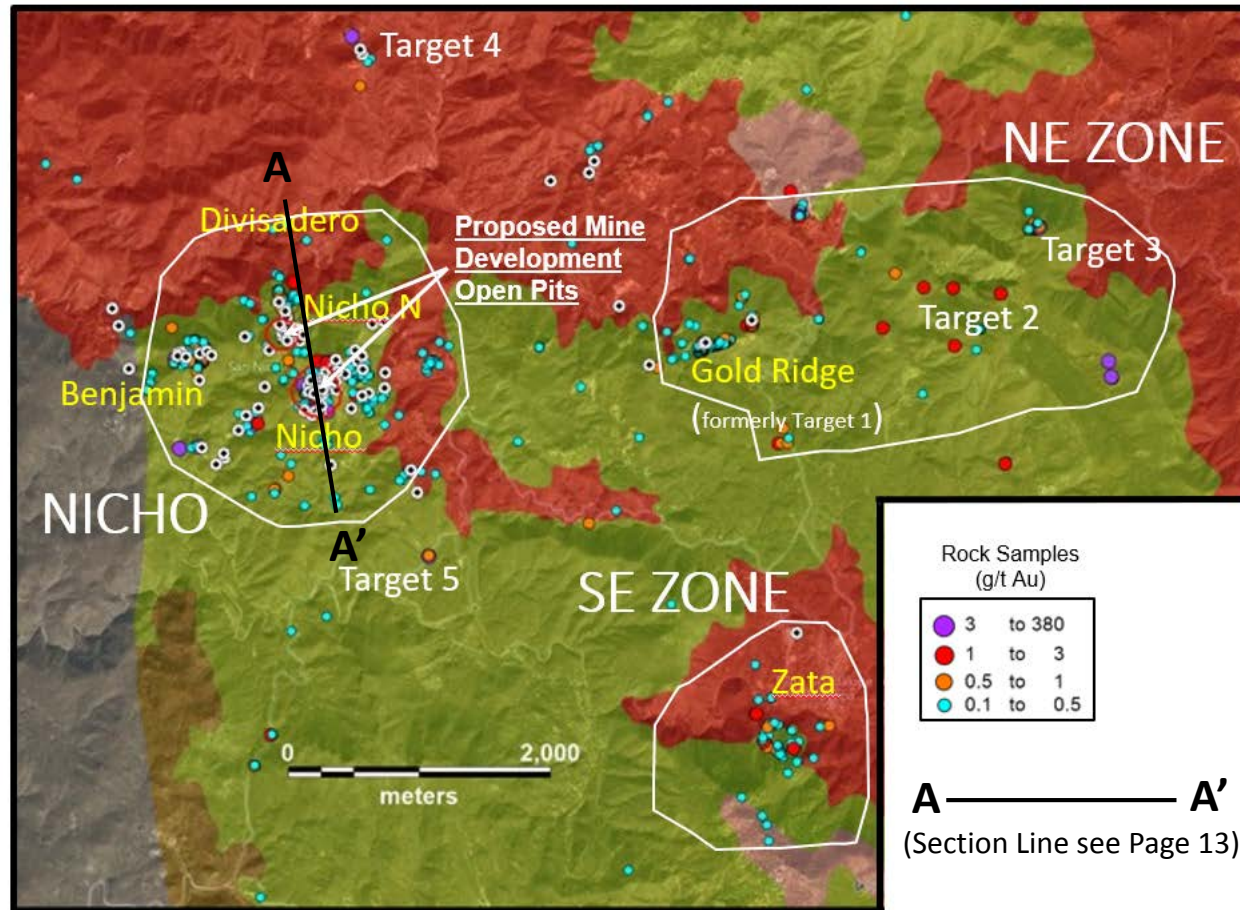 Target 4
NE ZONE
A
Divisadero
Proposed Mine
Development
Open Pits
Target 3
Nicho N
Target 2
Benjamin
Gold Ridge
(formerly Target 1)
Nicho
NICHO
A'
Target 5
SE ZONE
Zata
0 2,000
meters
Rock Samples
(g/t Au)
3 to 380
1 to 3
0.5 to 1
0.1 to 0.5
A A'
(Section Line see Page 13)